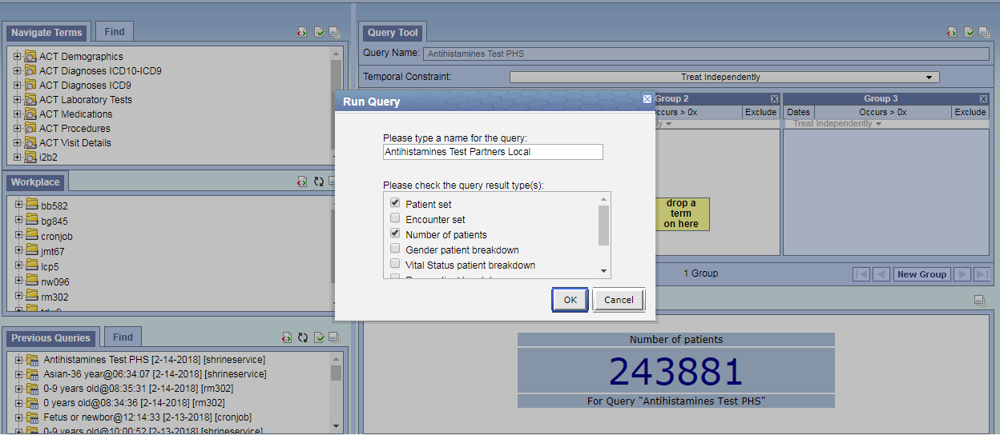 Navigate Terms Find
ACT Demographics
ACT Diagnoses ICD10-ICD9
ACT Diagnoses ICD9
ACT Laboratory Tests
ACT Medications
ACT Procedures
ACT Visit Details
i2b2
Workplace
bb582
bg845
cronjob
jmt67
lcp5
nw096
rm302
Previous Queries Find
Antihistamines Test PHS [2-14-2018] [shrineservice]
Asian-36 year@06:34:07 [2-14-2018] [shrineservice]
0-9 years old@08:35:31 [2-14-2018] [rm302]
0 years old@08:34:36 [2-14-2018] [rm302]
Fetus or newbor@12:14:33 [2-13-2018] [cronjob]
0-9 years old@10:00:52 [2-13-2018] [shrineservice]
Query Tool
Query Name: Antihistamines Test PHS
Temporal Constraint: Treat Independently
Group 2 Group 3
Occurs > 0x Exclude Dates Occurs > 0x Exclude
Treat Independently
drop a
term
on here
1 Group New Group
Run Query
Please type a name for the query:
Antihistamines Test Partners Local
Please check the query result type(s):
Patient set
Encounter set
Number of patients
Gender patient breakdown
Vital Status patient breakdown
OK Cancel
Number of patients
243881
For Query "Antihistamines Test PHS"